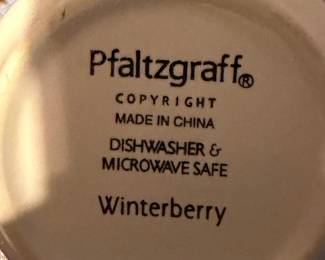 Pfaltzgraff®
COPYRIGHT
MADE IN CHINA
DISHWASHER &
MICROWAVE SAFE
Winterberry